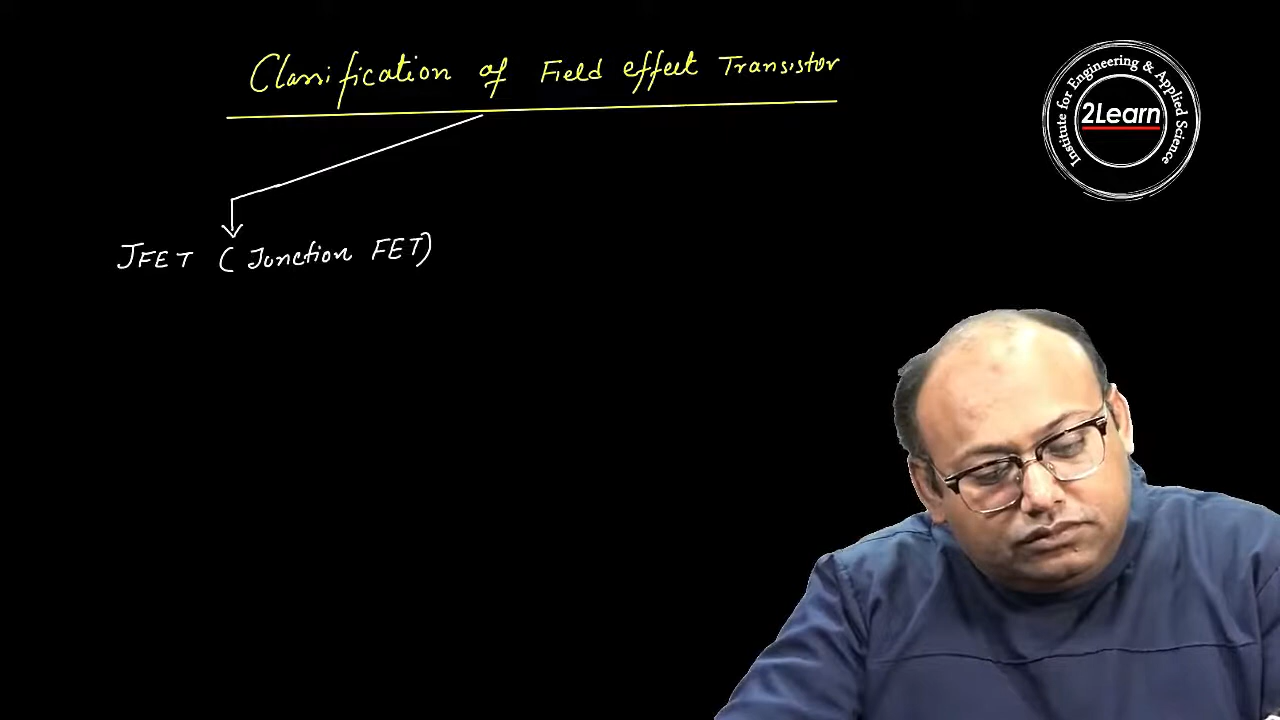 Classification of Field effect Transistor
JFET (Junction FET)
Institute for Engineering & Applied Science
2Learn